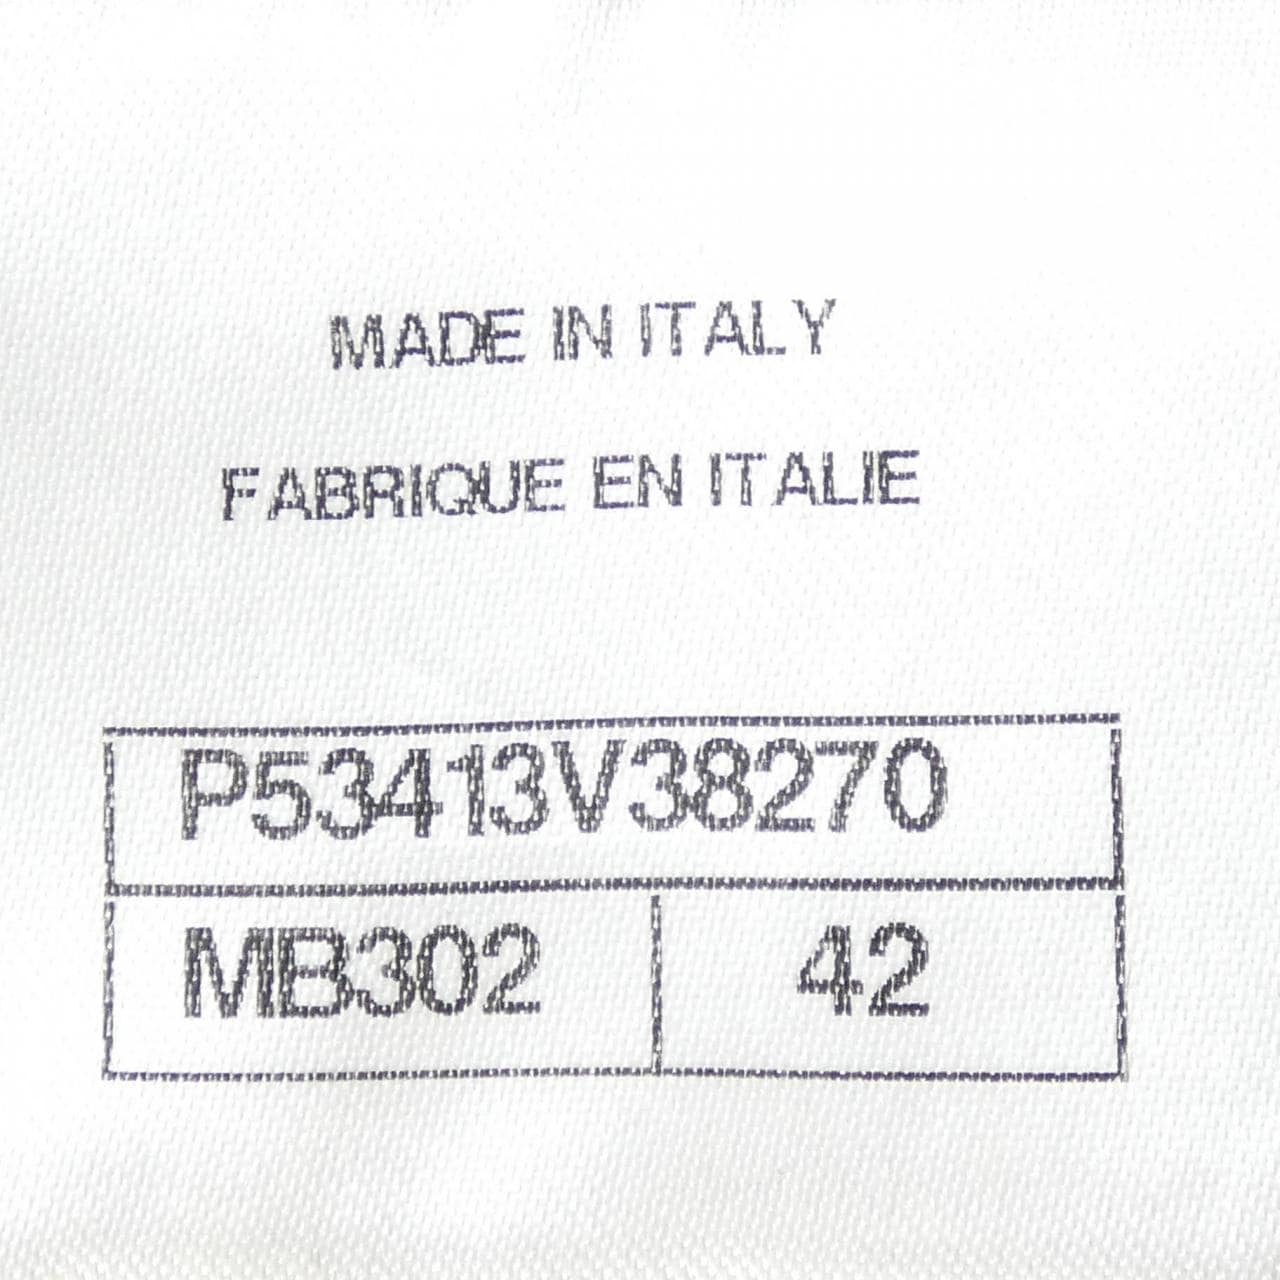 MADE IN ITALY
FABRIQUE EN ITALIE
P53413V38270
MB302 42